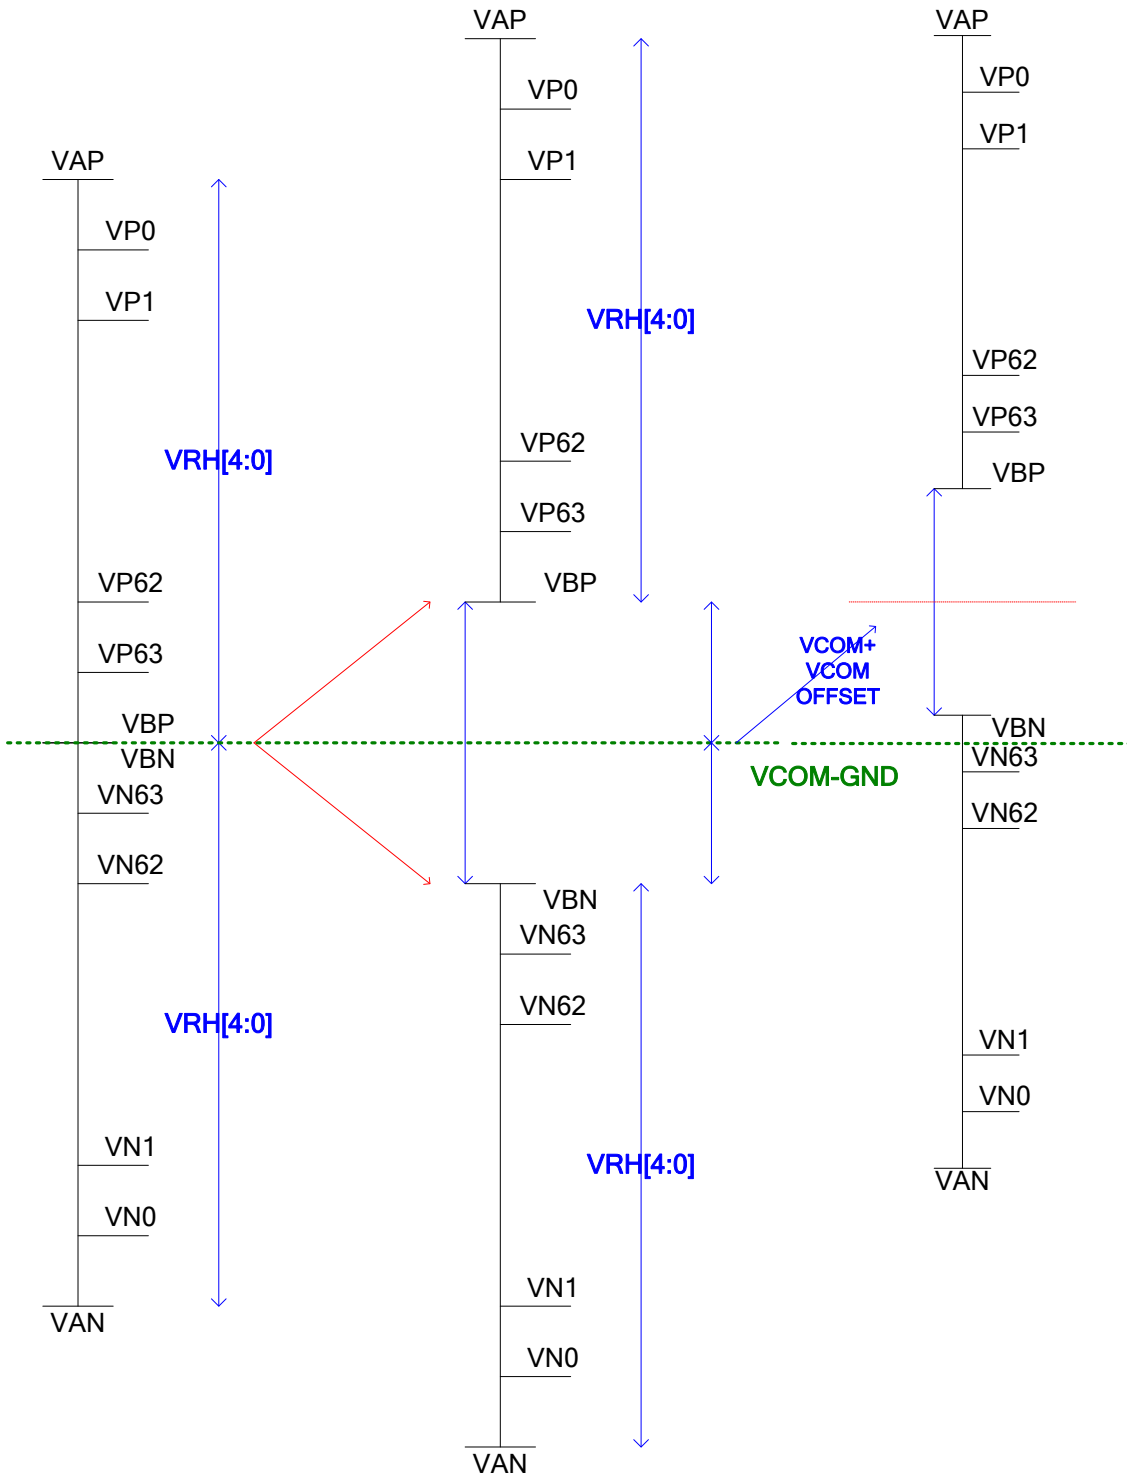 VAP
VP0
VP1
VRH[4:0]
VP62
VP63
VBP
VBN
VN63
VN62
VRH[4:0]
VN1
VN0
VAN
VAP
VP0
VP1
VRH[4:0]
VP62
VP63
VBP
VBN
VN63
VN62
VRH[4:0]
VN1
VN0
VAN
VCOM+
VCOM
OFFSET
VCOM-GND
VAP
VP0
VP1
VP62
VP63
VBP
VBN
VN63
VN62
VN1
VN0
VAN